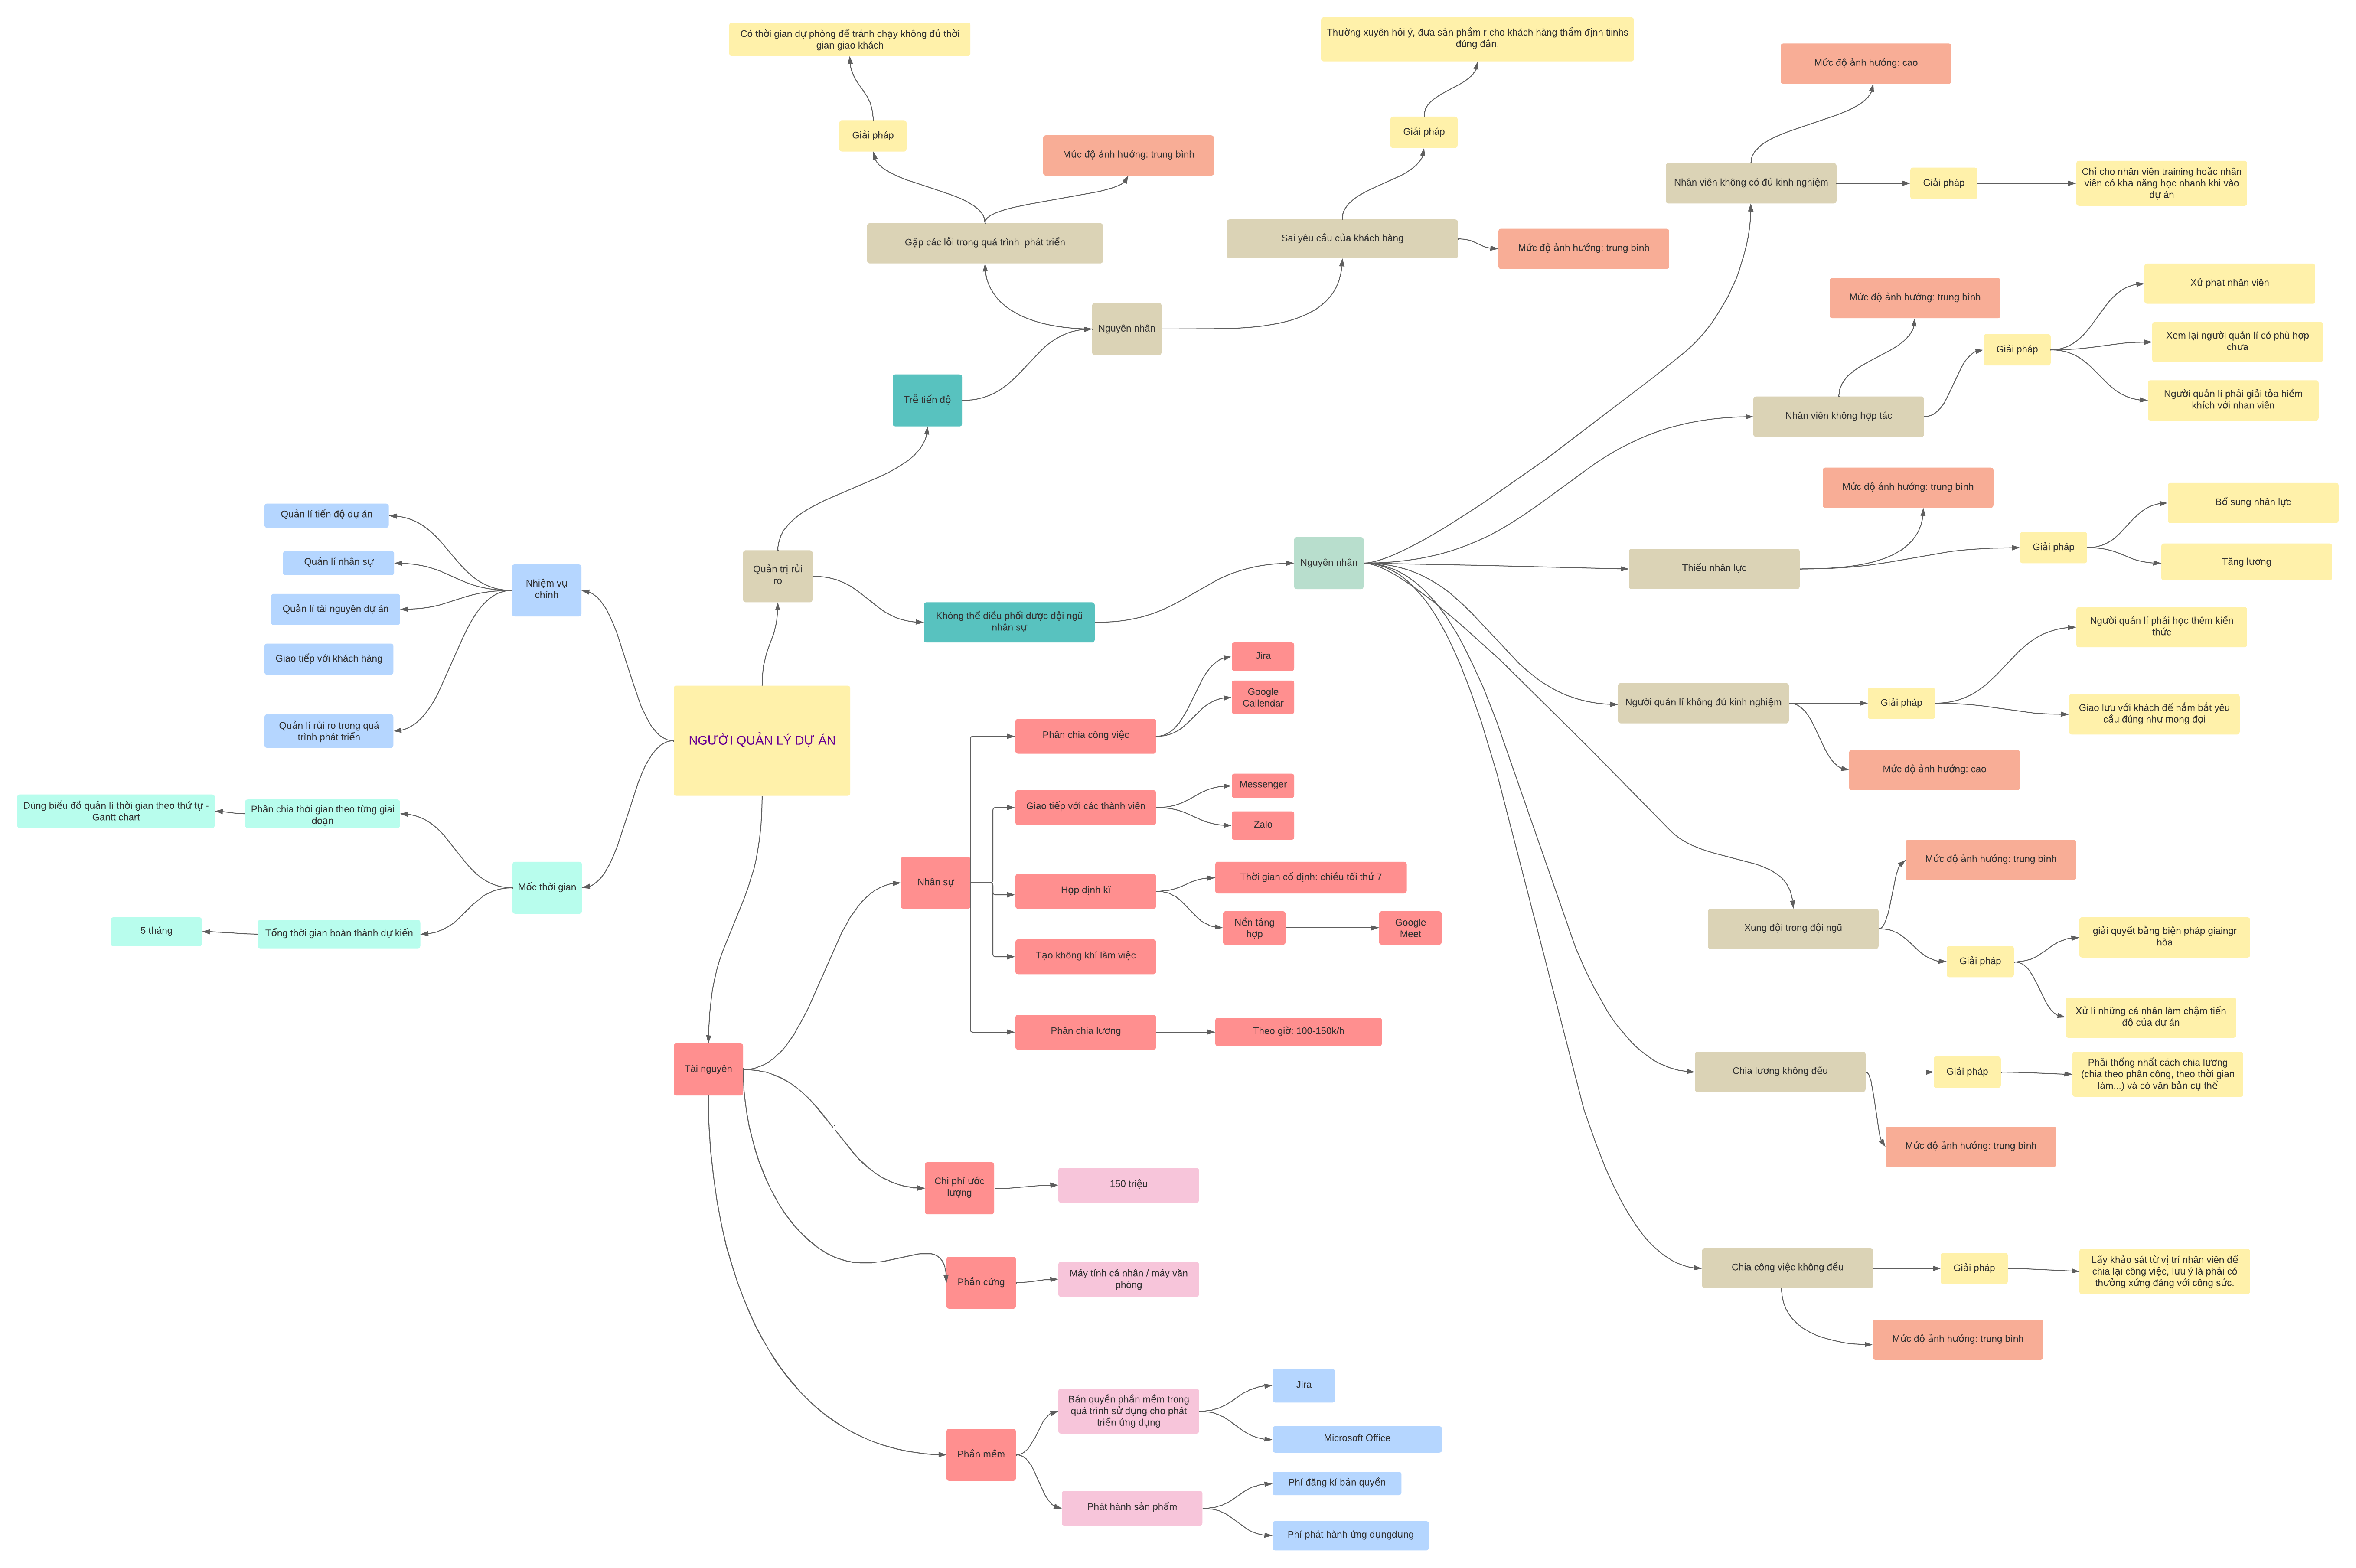 Có thời gian dự phòng để tránh chạy không đủ thời
gian giao khách
Thường xuyên hỏi ý, đưa sản phầm r cho khách hàng thẩm định tiinhs
đúng đắn.
Mức độ ảnh hướng: cao
Giải pháp
Giải pháp
Mức độ ảnh hướng: trung bình
Nhân viên không có đủ kinh nghiệm
Giải pháp
Chỉ cho nhân viên training hoặc nhân
viên có khả năng học nhanh khi vào
dự án
Gặp các lỗi trong quá trình  phát triển
Sai yêu cầu của khách hàng
Mức độ ảnh hướng: trung bình
Nguyên nhân
Mức độ ảnh hướng: trung bình
Xử phạt nhân viên
Giải pháp
Xem lại người quản lí có phù hợp
chưa
Người quản lí phải giải tỏa hiềm
khích với nhan viên
Trễ tiến độ
Nhân viên không hợp tác
Mức độ ảnh hướng: trung bình
Bổ sung nhân lực
Giải pháp
Tăng lương
Thiếu nhân lực
Quản lí tiến độ dự án
Quản lí nhân sự
Quản lí tài nguyên dự án
Giao tiếp với khách hàng
Quản lí rủi ro trong quá
trình phát triển
Nhiệm vụ
chính
Quản trị rủi
ro
Nguyên nhân
Không thể điều phối được đội ngũ
nhân sự
Người quản lí phải học thêm kiến
thức
Người quản lí không đủ kinh nghiệm
Giải pháp
Giao lưu với khách để nắm bắt yêu
cầu đúng như mong đợi
Mức độ ảnh hướng: cao
NGƯỜI QUẢN LÝ DỰ ÁN
Jira
Google
Callendar
Phân chia công việc
Messenger
Giao tiếp với các thành viên
Zalo
Dùng biểu đồ quản lí thời gian theo thứ tự -
Gantt chart
Phân chia thời gian theo từng giai
đoạn
Mốc thời gian
5 tháng
Tổng thời gian hoàn thành dự kiến
Nhân sự
Họp định kĩ
Thời gian cố định: chiều tối thứ 7
Nền tảng
hợp
Google
Meet
Tạo không khí làm việc
Phân chia lương
Theo giờ: 100-150k/h
Mức độ ảnh hướng: trung bình
Xung đội trong đội ngũ
Giải pháp
giải quyết bằng biện pháp giaingr
hòa
Xử lí những cá nhân làm chậm tiến
độ của dự án
Tài nguyên
Chia lương không đều
Giải pháp
Phải thống nhất cách chia lương
(chia theo phân công, theo thời gian
làm...) và có văn bản cụ thể
Mức độ ảnh hướng: trung bình
Chi phí ước
lượng
150 triệu
Phần cứng
Máy tính cá nhân / máy văn
phòng
Chia công việc không đều
Giải pháp
Lấy khảo sát từ vị trí nhân viên để
chia lại công việc, lưu ý là phải có
thưởng xứng đáng với công sức.
Mức độ ảnh hướng: trung bình
Phần mềm
Bản quyền phần mềm trong
quá trình sử dụng cho phát
triển ứng dụng
Jira
Microsoft Office
Phát hành sản phẩm
Phí đăng kí bản quyền
Phí phát hành ứng dụngdụng